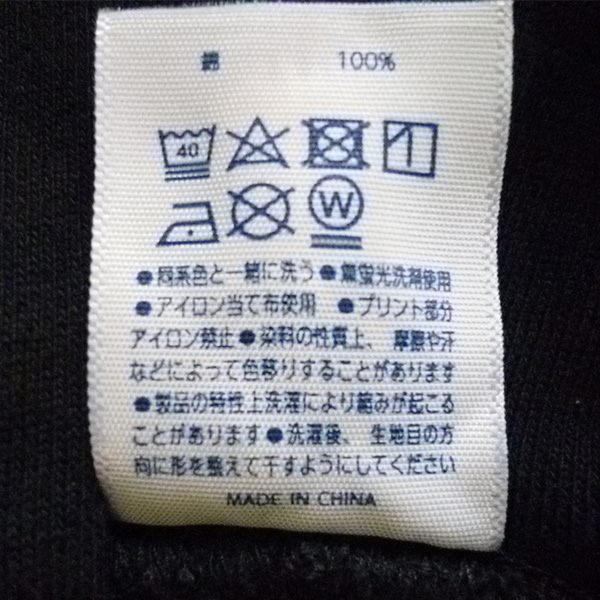 綿 100%
40
W
●同系色と一緒に洗う●無蛍光洗剤使用
●アイロン当て布使用 ●プリント部分
アイロン禁止●染料の性質上、摩擦や汗
などによって色移りすることがあります
●製品の特性上洗濯により縮みが起こる
ことがあります●洗濯後、生地目の方
向に形を整えて干すようにしてください
MADE IN CHINA